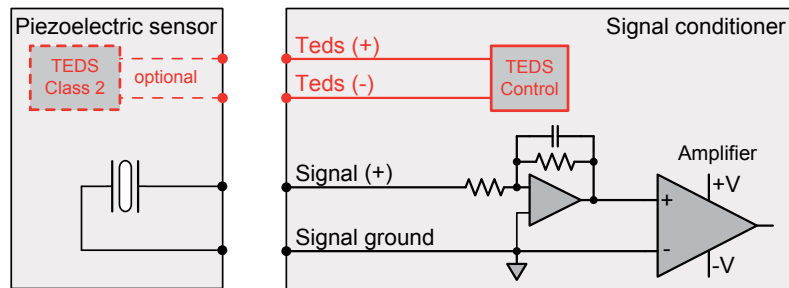 Piezoelectric sensor
TEDS
Class 2
optional
Signal conditioner
Teds (+)
Teds (-)
TEDS
Control
Signal (+)
Signal ground
Amplifier
+V
+
-
-V